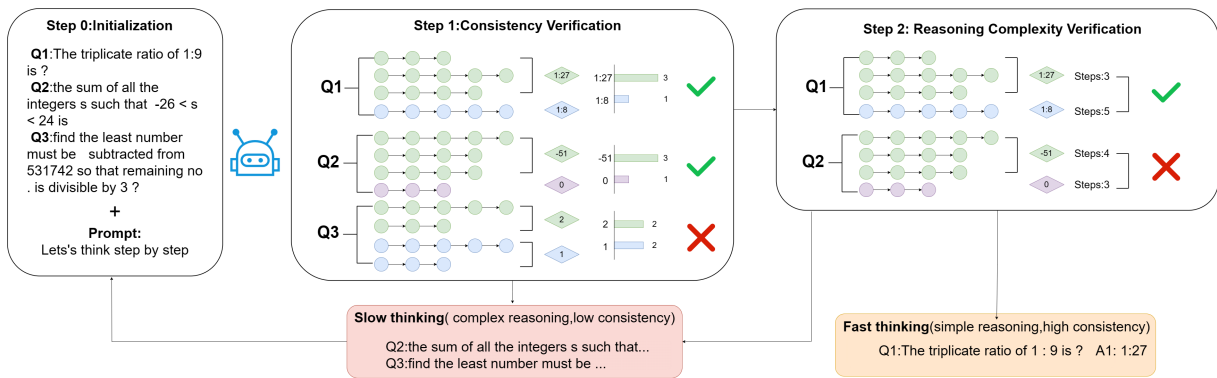 Step 0:Initialization
Q1:The triplicate ratio of 1:9
is ?
Q2:the sum of all the
integers s such that -26 < s
< 24 is
Q3:find the least number
must be subtracted from
531742 so that remaining no
. is divisible by 3 ?
+
Prompt:
Lets's think step by step
Step 1:Consistency Verification
Q1
1:27
1:8
1:27
3
1:8
1
Q2
-51
0
-51
3
0
1
Q3
2
1
2
2
1
2
Step 2: Reasoning Complexity Verification
Q1
1:27
Steps:3
1:8
Steps:5
Q2
-51
Steps:4
0
Steps:3
Slow thinking( complex reasoning,low consistency)
Q2:the sum of all the integers s such that...
Q3:find the least number must be ...
Fast thinking(simple reasoning,high consistency)
Q1:The triplicate ratio of 1 : 9 is ? A1: 1:27